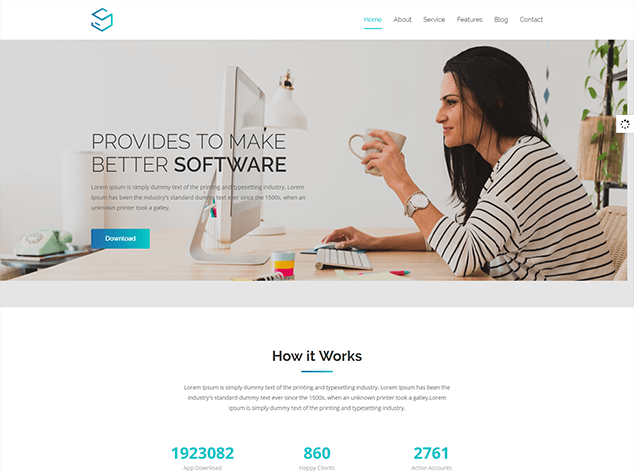 Home About Service Features Blog Contact
PROVIDES TO MAKE
BETTER SOFTWARE
Lorem Ipsum is simply dummy text of the printing and typesetting industry. Lorem
Ipsum has been the industry's standard dummy text ever since the 1500s, when an
unknown printer took a galley.
Download
How it Works
Lorem Ipsum is simply dummy text of the printing and typesetting industry. Lorem Ipsum has been
the industry's standard dummy text ever since the 1500s, when an unknown printer took a galley.Lorem
Ipsum is simply dummy text of the printing and typesetting industry.
1923082 860 2761
App Download Happy Clients Active Accounts